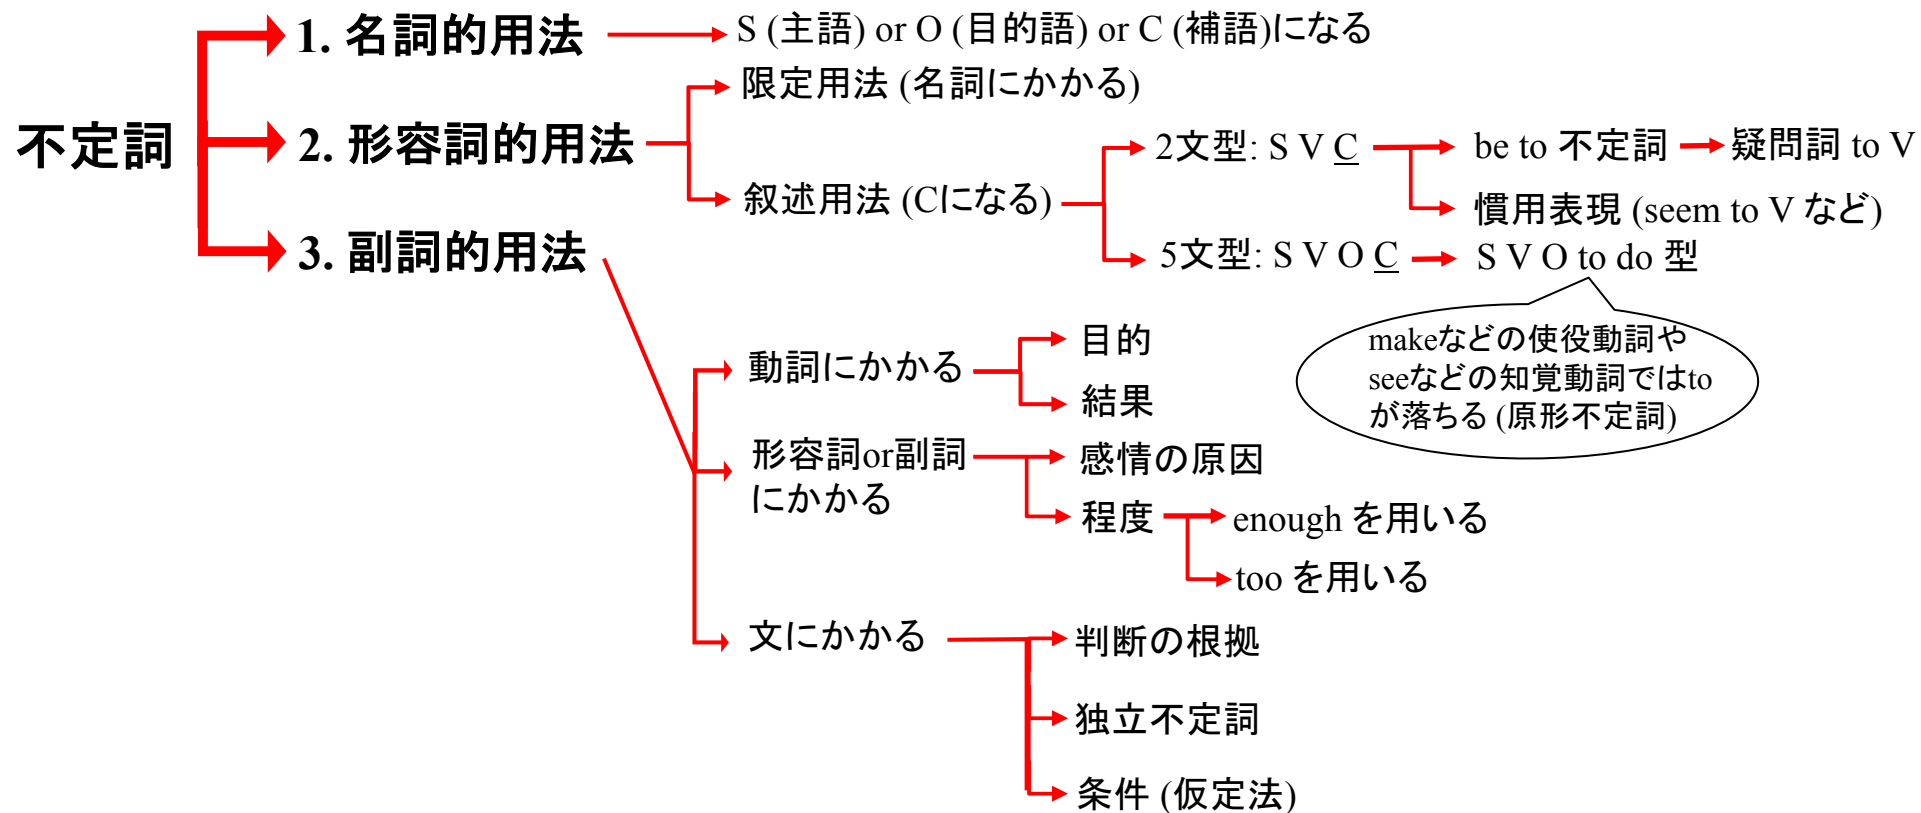 不定詞
1. 名詞的用法
S (主語) or O (目的語) or C (補語)になる
2. 形容詞的用法
限定用法 (名詞にかかる)
叙述用法 (Cになる)
2文型: S V C
be to 不定詞
疑問詞 to V
慣用表現 (seem to V など)
5文型: S V O C
S V O to do 型
makeなどの使役動詞や
seeなどの知覚動詞ではto
が落ちる (原形不定詞)
3. 副詞的用法
動詞にかかる
目的
結果
形容詞or副詞
にかかる
感情の原因
程度
enough を用いる
too を用いる
文にかかる
判断の根拠
独立不定詞
条件 (仮定法)